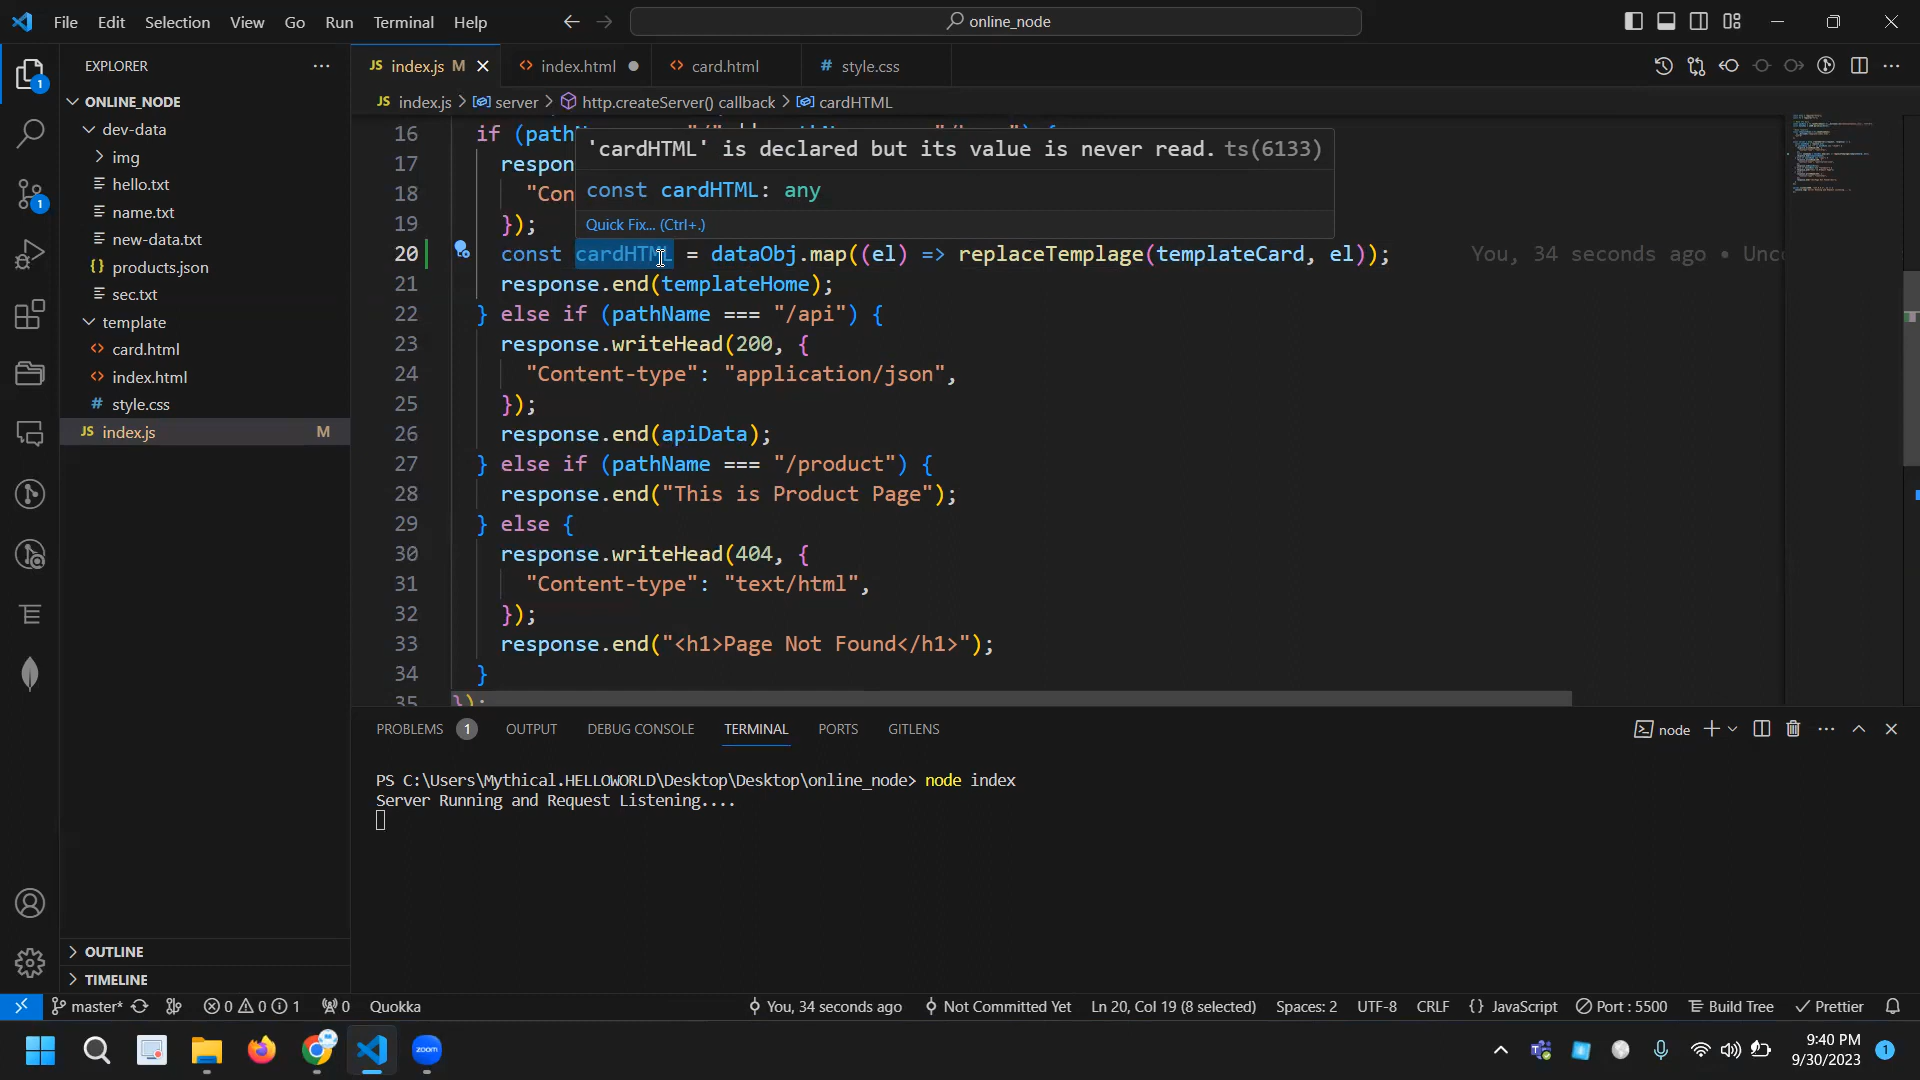 File Edit Selection View Go Run Terminal Help
online_node
EXPLORER
JS index.js M
index.html
card.html
# style.css
ONLINE_NODE
JS index.js > server > http.createServer() callback > cardHTML
dev-data
img
hello.txt
name.txt
new-data.txt
{} products.json
sec.txt
template
card.html
index.html
# style.css
JS index.js M
16 if (path
'cardHTML' is declared but its value is never read. ts(6133)
const cardHTML: any
Quick Fix... (Ctrl+.)
17 respon
18 "Con
19 });
20 const cardHTML = dataObj.map((el) => replaceTemplage(templateCard, el)); You, 34 seconds ago • Unco
21 response.end(templateHome);
22 } else if (pathName === "/api") {
23 response.writeHead(200, {
24 "Content-type": "application/json",
25 });
26 response.end(apiData);
27 } else if (pathName === "/product") {
28 response.end("This is Product Page");
29 } else {
30 response.writeHead(404, {
31 "Content-type": "text/html",
32 });
33 response.end("<h1>Page Not Found</h1>");
34 }
35 });
PROBLEMS 1 OUTPUT DEBUG CONSOLE TERMINAL PORTS GITLENS
node
PS C:\Users\Mythical.HELLOWORLD\Desktop\Desktop\online_node> node index
Server Running and Request Listening....
OUTLINE
TIMELINE
master* 0 0 1 0 Quokka You, 34 seconds ago Not Committed Yet Ln 20, Col 19 (8 selected) Spaces: 2 UTF-8 CRLF {} JavaScript Port : 5500 Build Tree Prettier
zoom
9:40 PM
9/30/2023
1